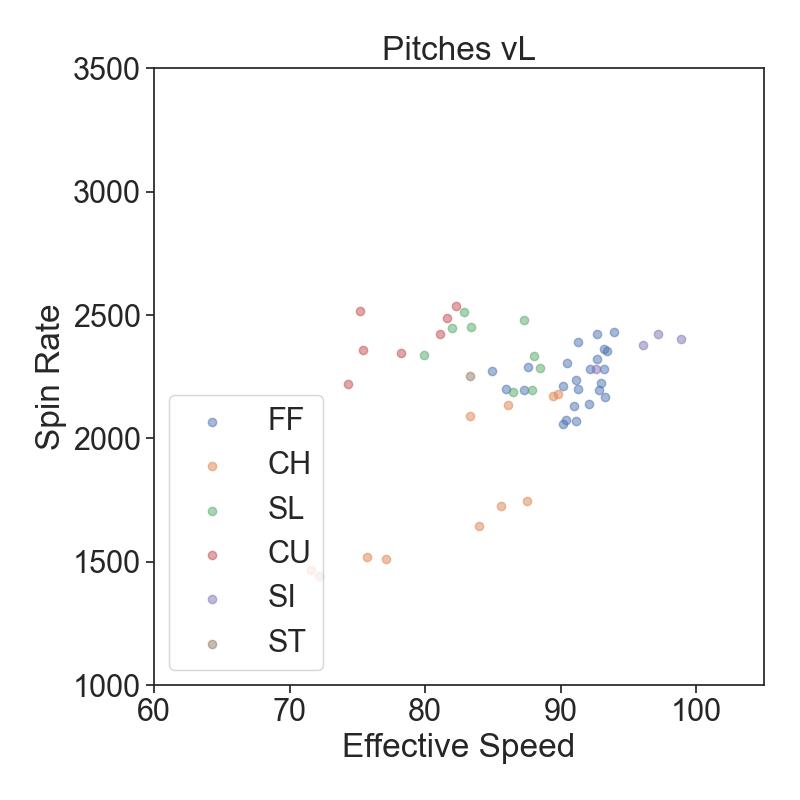 Pitches vL
3500
3000
2500
2000
1500
1000
Spin Rate
FF
CH
SL
CU
SI
ST
60 70 80 90 100
Effective Speed